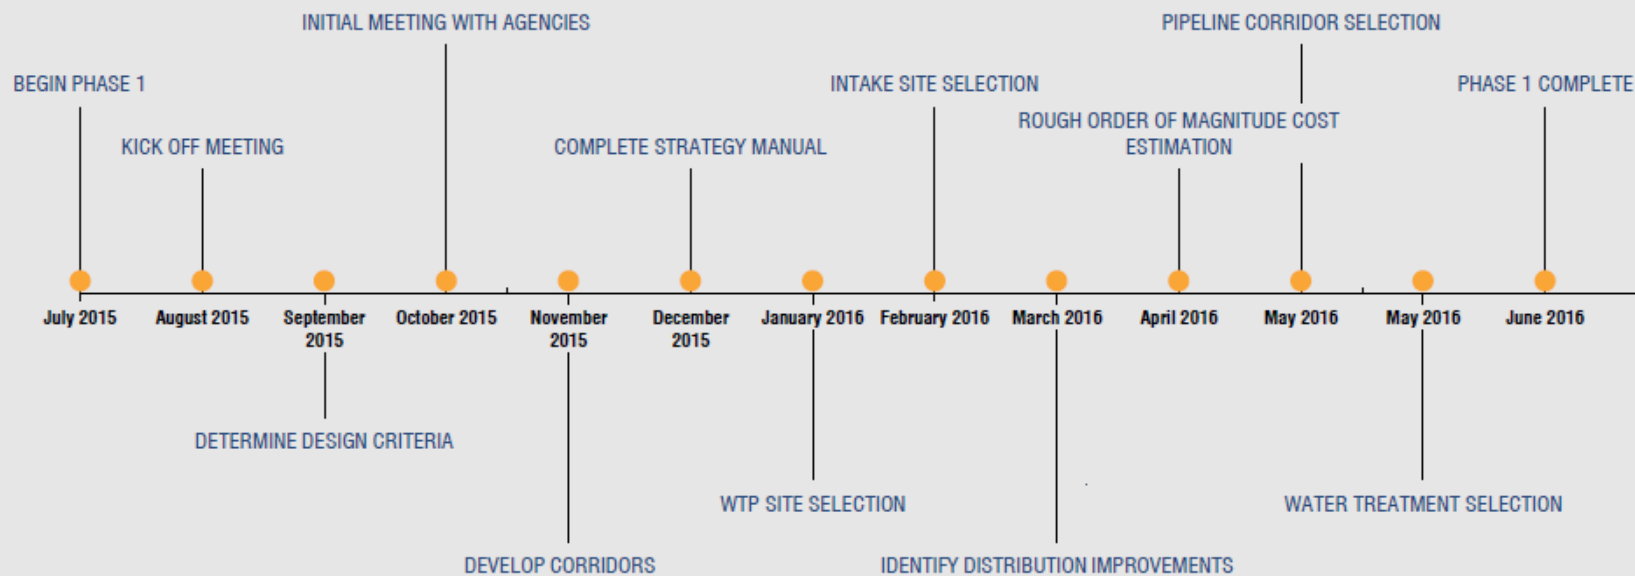 INITIAL MEETING WITH AGENCIES
PIPELINE CORRIDOR SELECTION
BEGIN PHASE 1
INTAKE SITE SELECTION
PHASE 1 COMPLETE
KICK OFF MEETING
COMPLETE STRATEGY MANUAL
ROUGH ORDER OF MAGNITUDE COST
ESTIMATION
July 2015
August 2015
September
2015
October 2015
November
2015
December
2015
January 2016
February 2016
March 2016
April 2016
May 2016
May 2016
June 2016
DETERMINE DESIGN CRITERIA
WTP SITE SELECTION
WATER TREATMENT SELECTION
DEVELOP CORRIDORS
IDENTIFY DISTRIBUTION IMPROVEMENTS